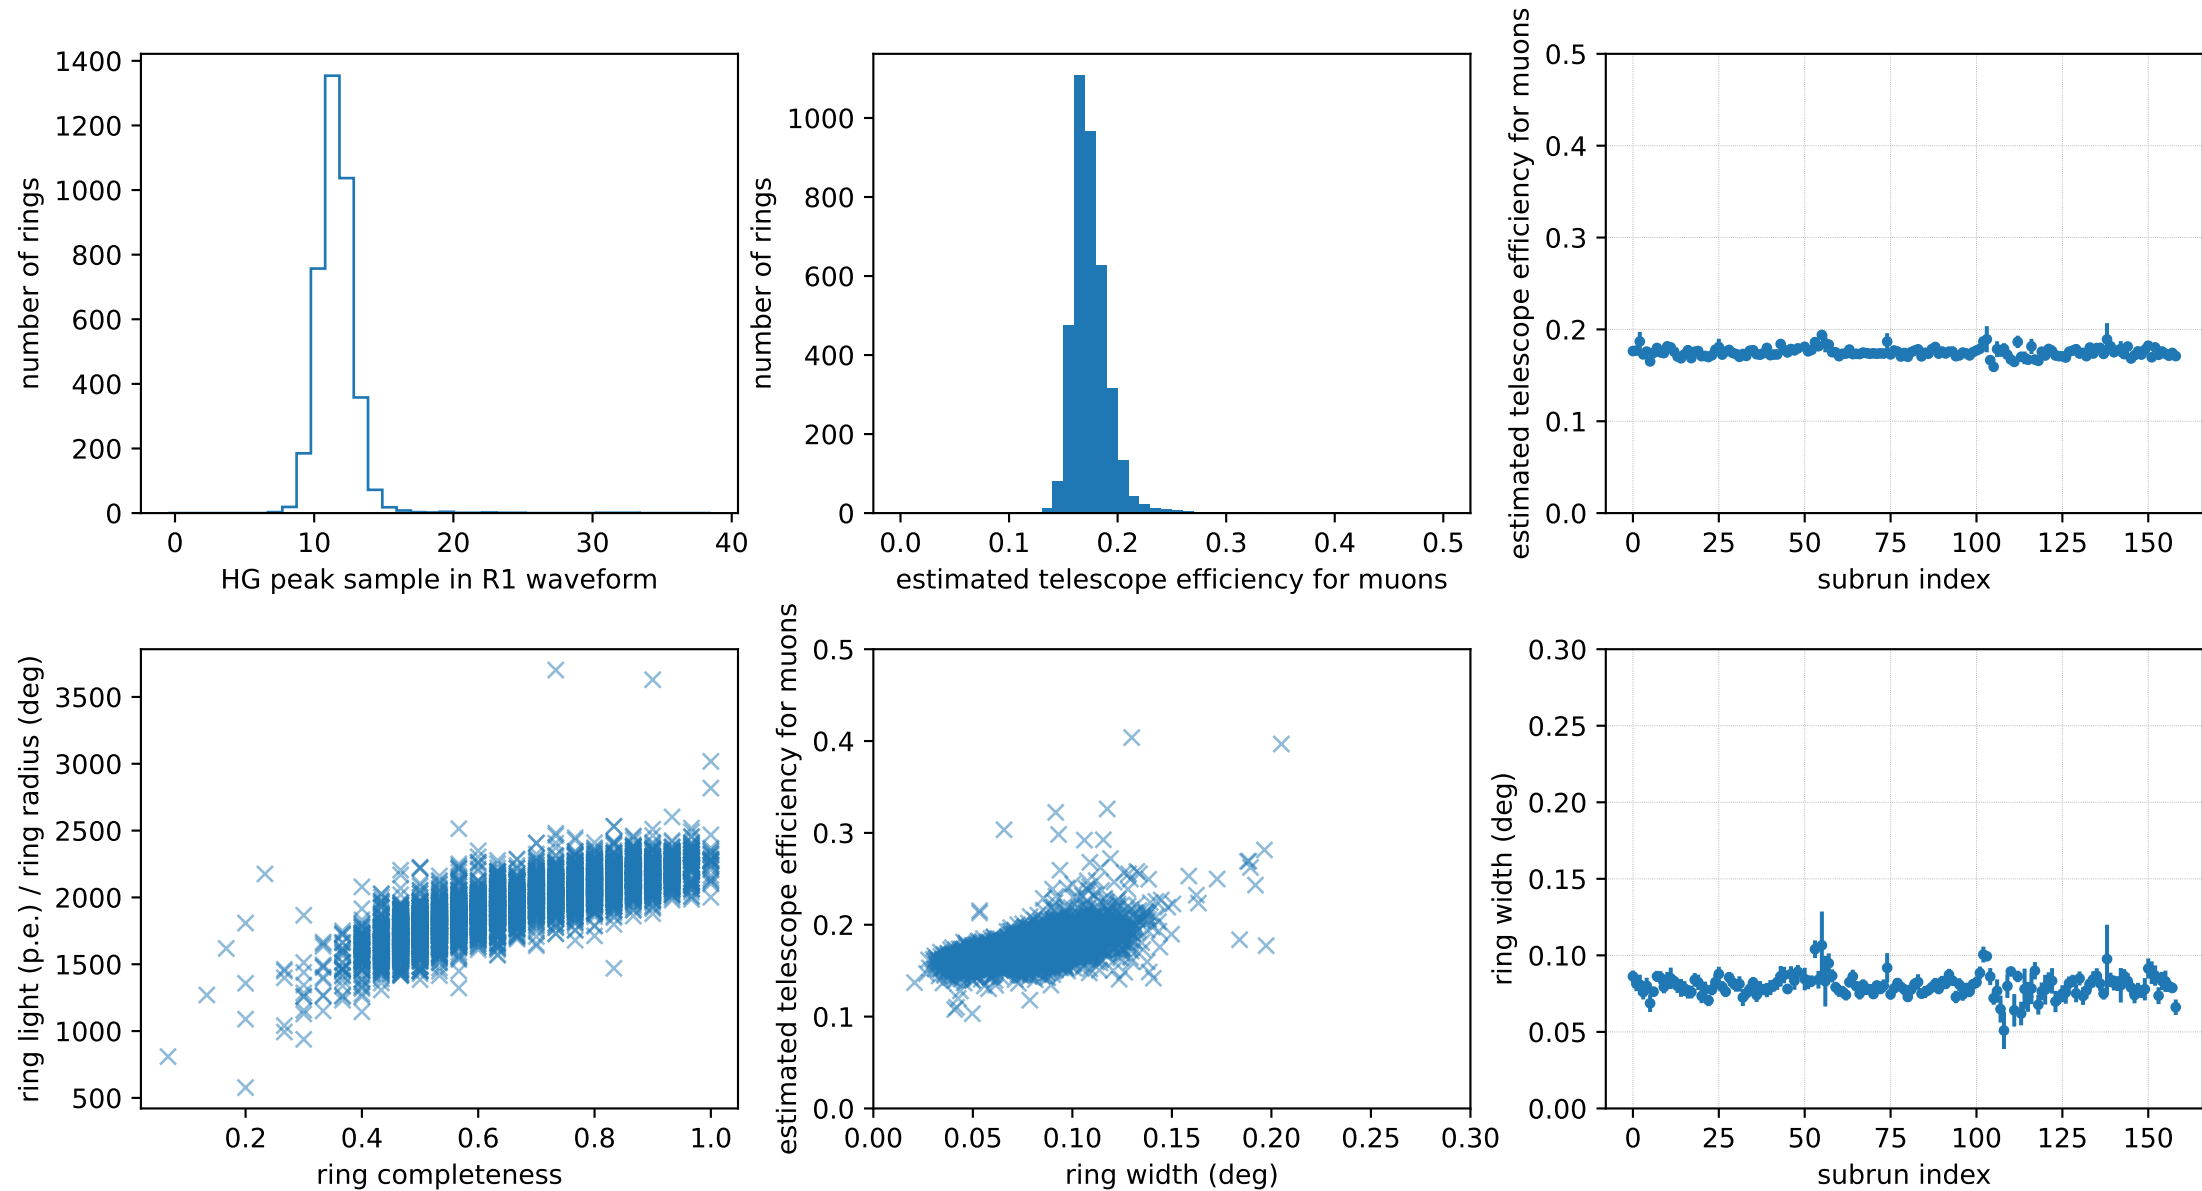 number of rings
1400
1200
1000
800
600
400
200
0
0 10 20 30 40
HG peak sample in R1 waveform
number of rings
1000
800
600
400
200
0
0.0 0.1 0.2 0.3 0.4 0.5
estimated telescope efficiency for muons
estimated telescope efficiency for muons
0.5
0.4
0.3
0.2
0.1
0.0
0 25 50 75 100 125 150
subrun index
ring light (p.e.) / ring radius (deg)
3500
3000
2500
2000
1500
1000
500
0.2 0.4 0.6 0.8 1.0
ring completeness
estimated telescope efficiency for muons
0.5
0.4
0.3
0.2
0.1
0.0
0.00 0.05 0.10 0.15 0.20 0.25 0.30
ring width (deg)
ring width (deg)
0.30
0.25
0.20
0.15
0.10
0.05
0.00
0 25 50 75 100 125 150
subrun index